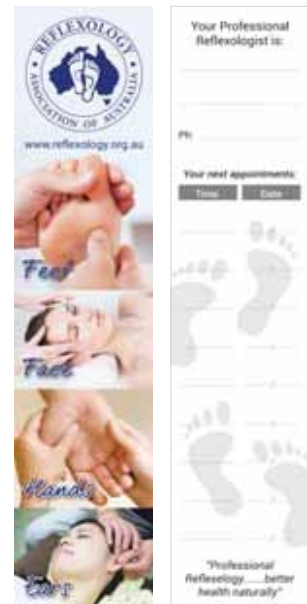 REFLEXOLOGY
ASSOCIATION OF AUSTRALIA
www.reflexology.org.au
Feet
Face
Hands
Ears
Your Professional
Reflexologist is:
Ph:
Your next appointments:
Time Date
"Professional
Reflexology......better
health naturally"